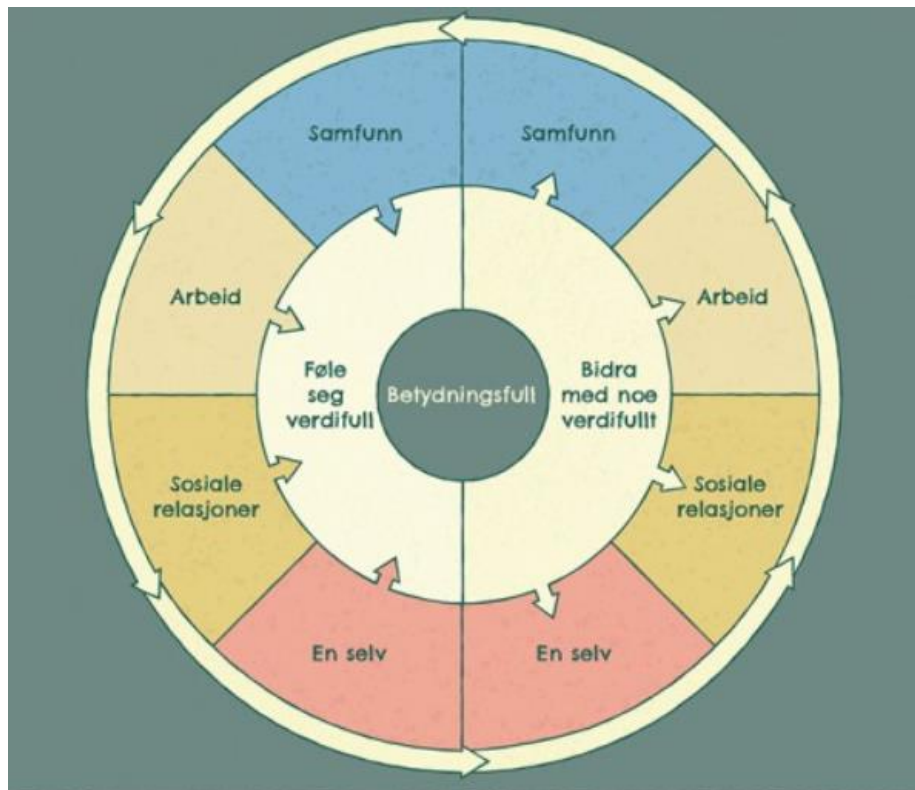 Samfunn
Samfunn
Arbeid
Arbeid
Føle
seg
verdifull
Betydningsfull
Bidra
med noe
verdifullt
Sosiale
relasjoner
Sosiale
relasjoner
En selv
En selv